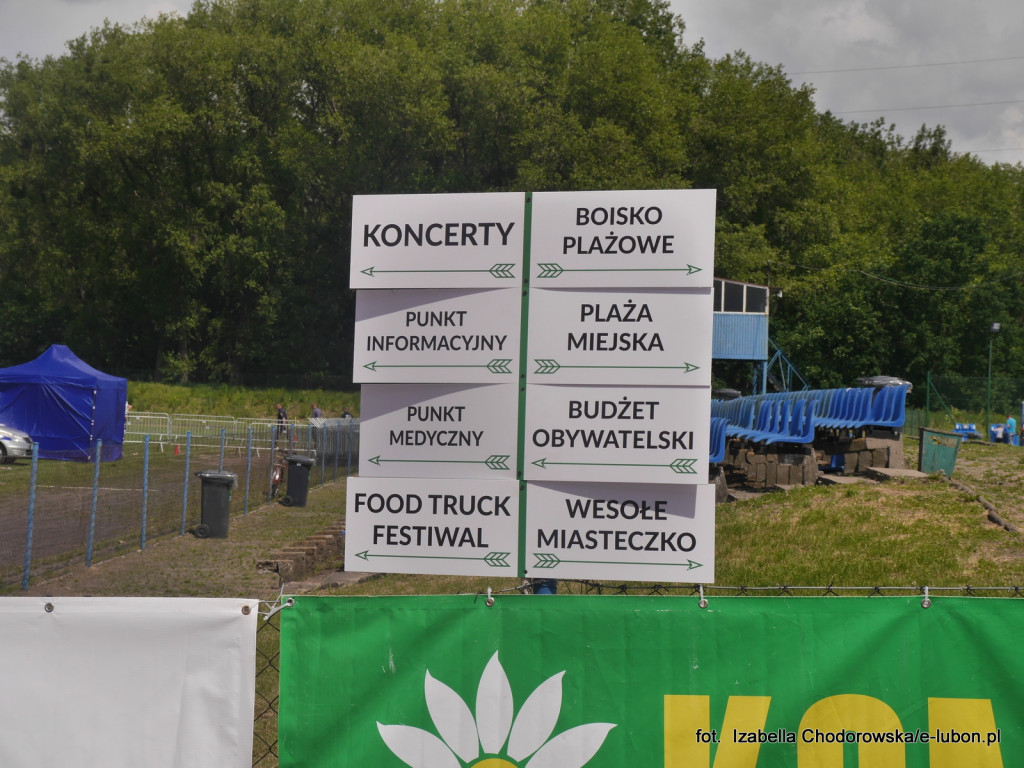 KONCERTY
PUNKT
INFORMACYJNY
PUNKT
MEDYCZNY
FOOD TRUCK
FESTIWAL
BOISKO
PLAŻOWE
PLAŻA
MIEJSKA
BUDŻET
OBYWATELSKI
WESOŁE
MIASTECZKO
fot. Izabella Chodorowska/e-lubon.pl